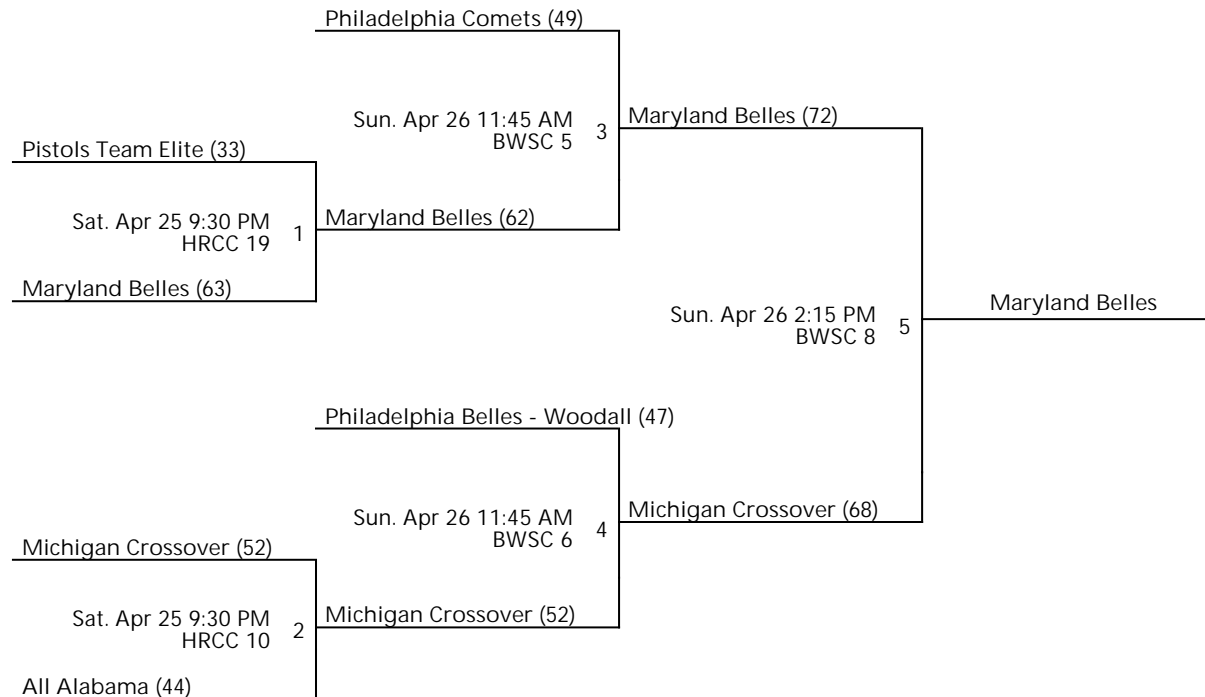 Philadelphia Comets (49)
Sun. Apr 26 11:45 AM
BWSC 5
3
Maryland Belles (72)
Pistols Team Elite (33)
Sat. Apr 25 9:30 PM
HRCC 19
1
Maryland Belles (62)
Maryland Belles (63)
Sun. Apr 26 2:15 PM
BWSC 8
5
Maryland Belles
Philadelphia Belles - Woodall (47)
Sun. Apr 26 11:45 AM
BWSC 6
4
Michigan Crossover (68)
Michigan Crossover (52)
Sat. Apr 25 9:30 PM
HRCC 10
2
Michigan Crossover (52)
All Alabama (44)